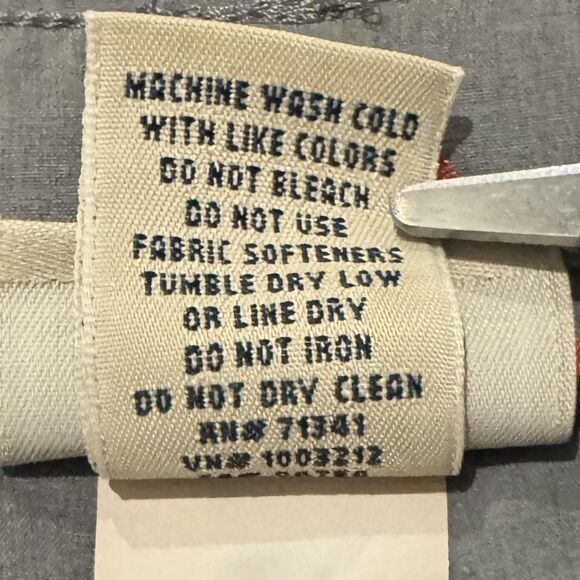 MACHINE WASH COLD
WITH LIKE COLORS
DO NOT BLEACH
DO NOT USE
FABRIC SOFTENERS
TUMBLE DRY LOW
OR LINE DRY
DO NOT IRON
DO NOT DRY CLEAN
RN# 71341
VN# 1003212